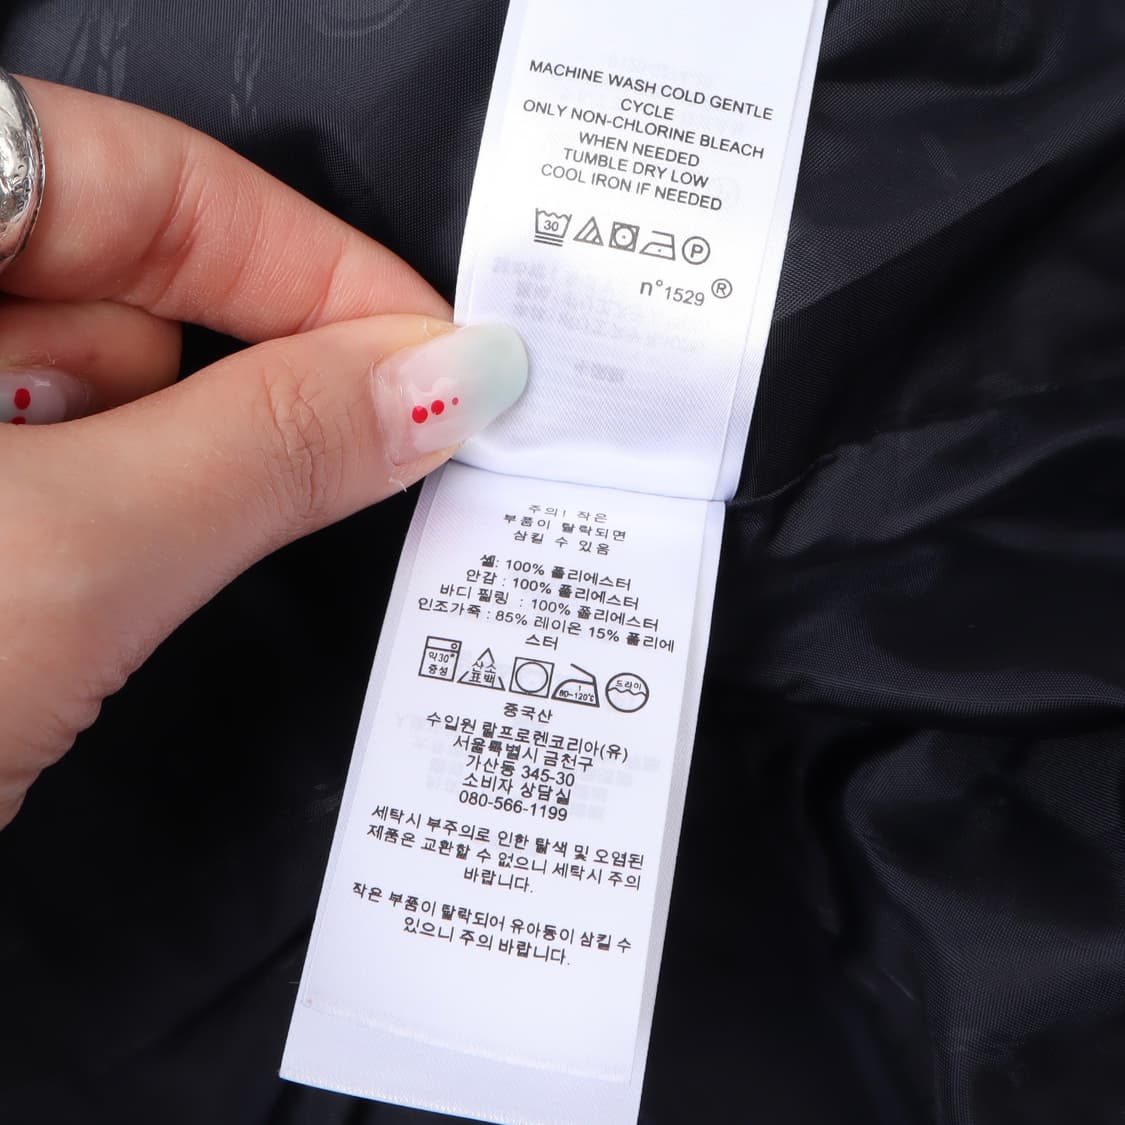 MACHINE WASH COLD GENTLE
CYCLE
ONLY NON-CHLORINE BLEACH
WHEN NEEDED
TUMBLE DRY LOW
COOL IRON IF NEEDED
30 P
n°1529 ®
주의! 작은
부품이 탈락되면
삼킬 수 있음
셸: 100% 폴리에스터
안감 : 100% 폴리에스터
바디 필링 : 100% 폴리에스터
인조가죽 : 85% 레이온 15% 폴리에
스터
약30° 중성 산소 표백 1 80~120℃ 드라이
중국산
수입원 랄프로렌코리아(유)
서울특별시 금천구
가산동 345-30
소비자 상담실
080-566-1199
세탁시 부주의로 인한 탈색 및 오염된
제품은 교환할 수 없으니 세탁시 주의
바랍니다.
작은 부품이 탈락되어 유아동이 삼킬 수
있으니 주의 바랍니다.